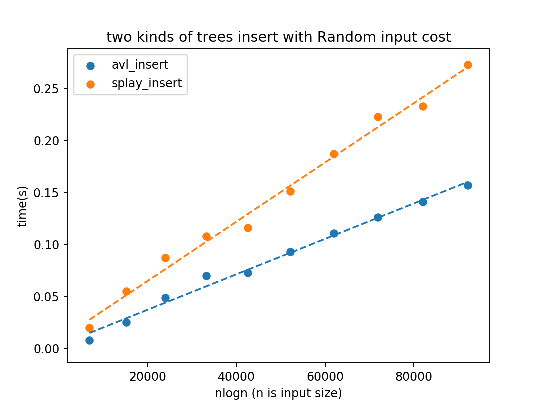 two kinds of trees insert with Random input cost
avl_insert
splay_insert
0.25
0.20
0.15
0.10
0.05
0.00
time(s)
20000
40000
60000
80000
nlogn (n is input size)